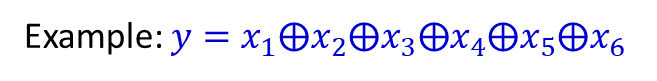 Example: y = x₁⊕x₂⊕x₃⊕x₄⊕x₅⊕x₆